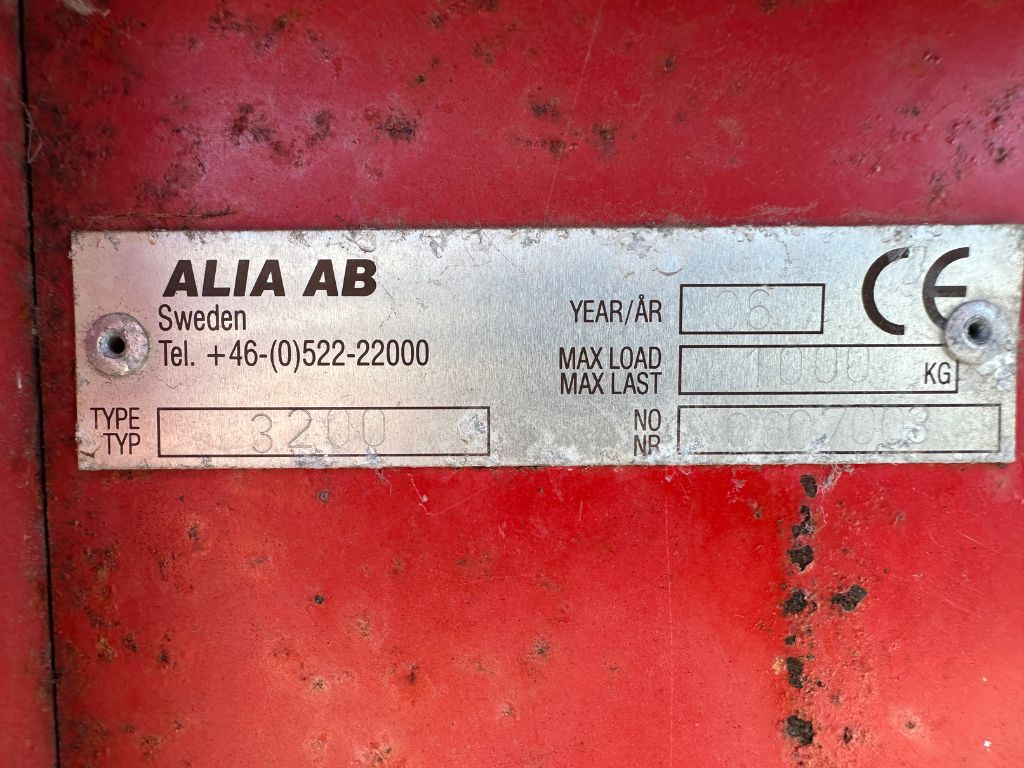 ALIA AB
Sweden
Tel. +46-(0)522-22000
TYPE
TYP
3200
YEAR/ÅR 06
MAX LOAD
MAX LAST
1000 KG
NO
NR
CE